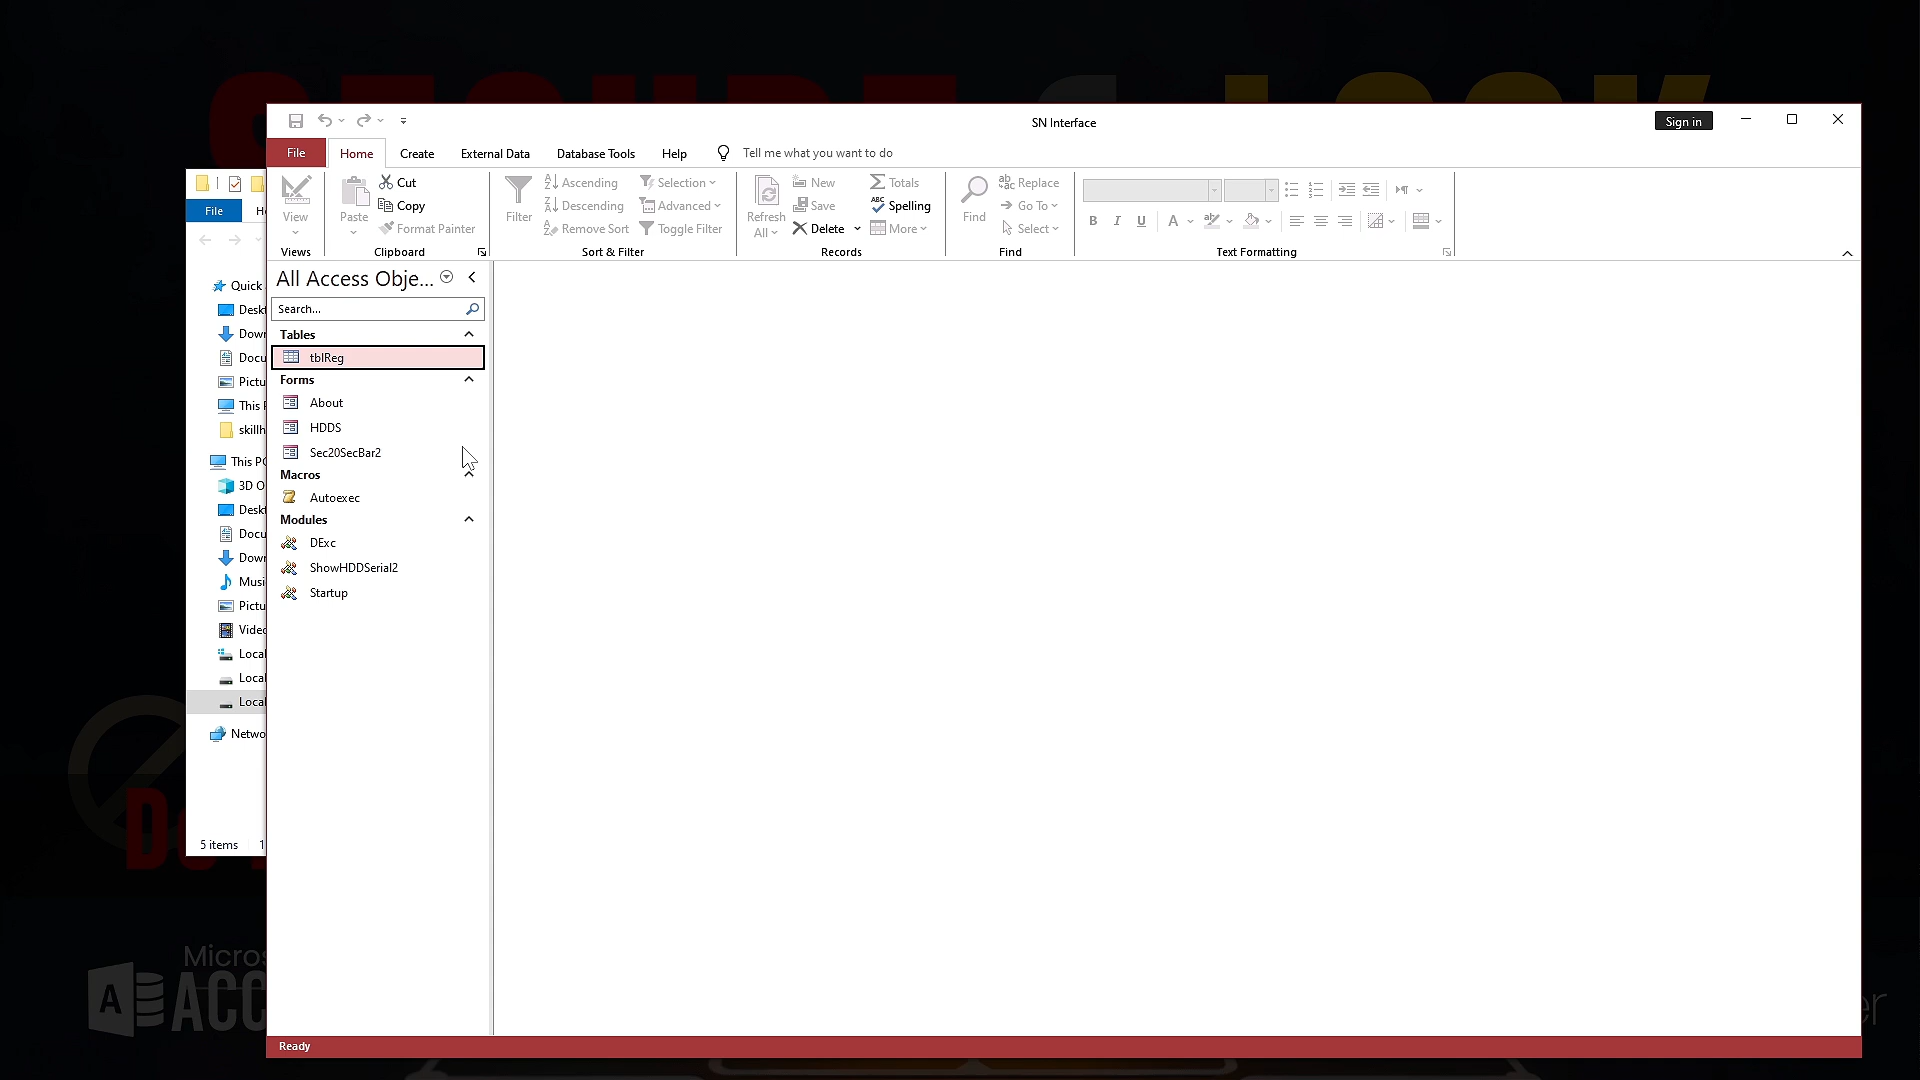 SN Interface
Sign in
File
Home
Create
External Data
Database Tools
Help
Tell me what you want to do
View
Views
Paste
Cut
Copy
Format Painter
Clipboard
Filter
Ascending
Descending
Remove Sort
Selection
Advanced
Toggle Filter
Sort & Filter
Refresh
All
New
Save
Delete
Totals
Spelling
More
Records
Find
Replace
Go To
Select
Find
B I U A
Text Formatting
All Access Obje...
Search...
Tables
tblReg
Forms
About
HDDS
Sec20SecBar2
Macros
Autoexec
Modules
DExc
ShowHDDSerial2
Startup
Ready
File
Quick
This
This
5 items